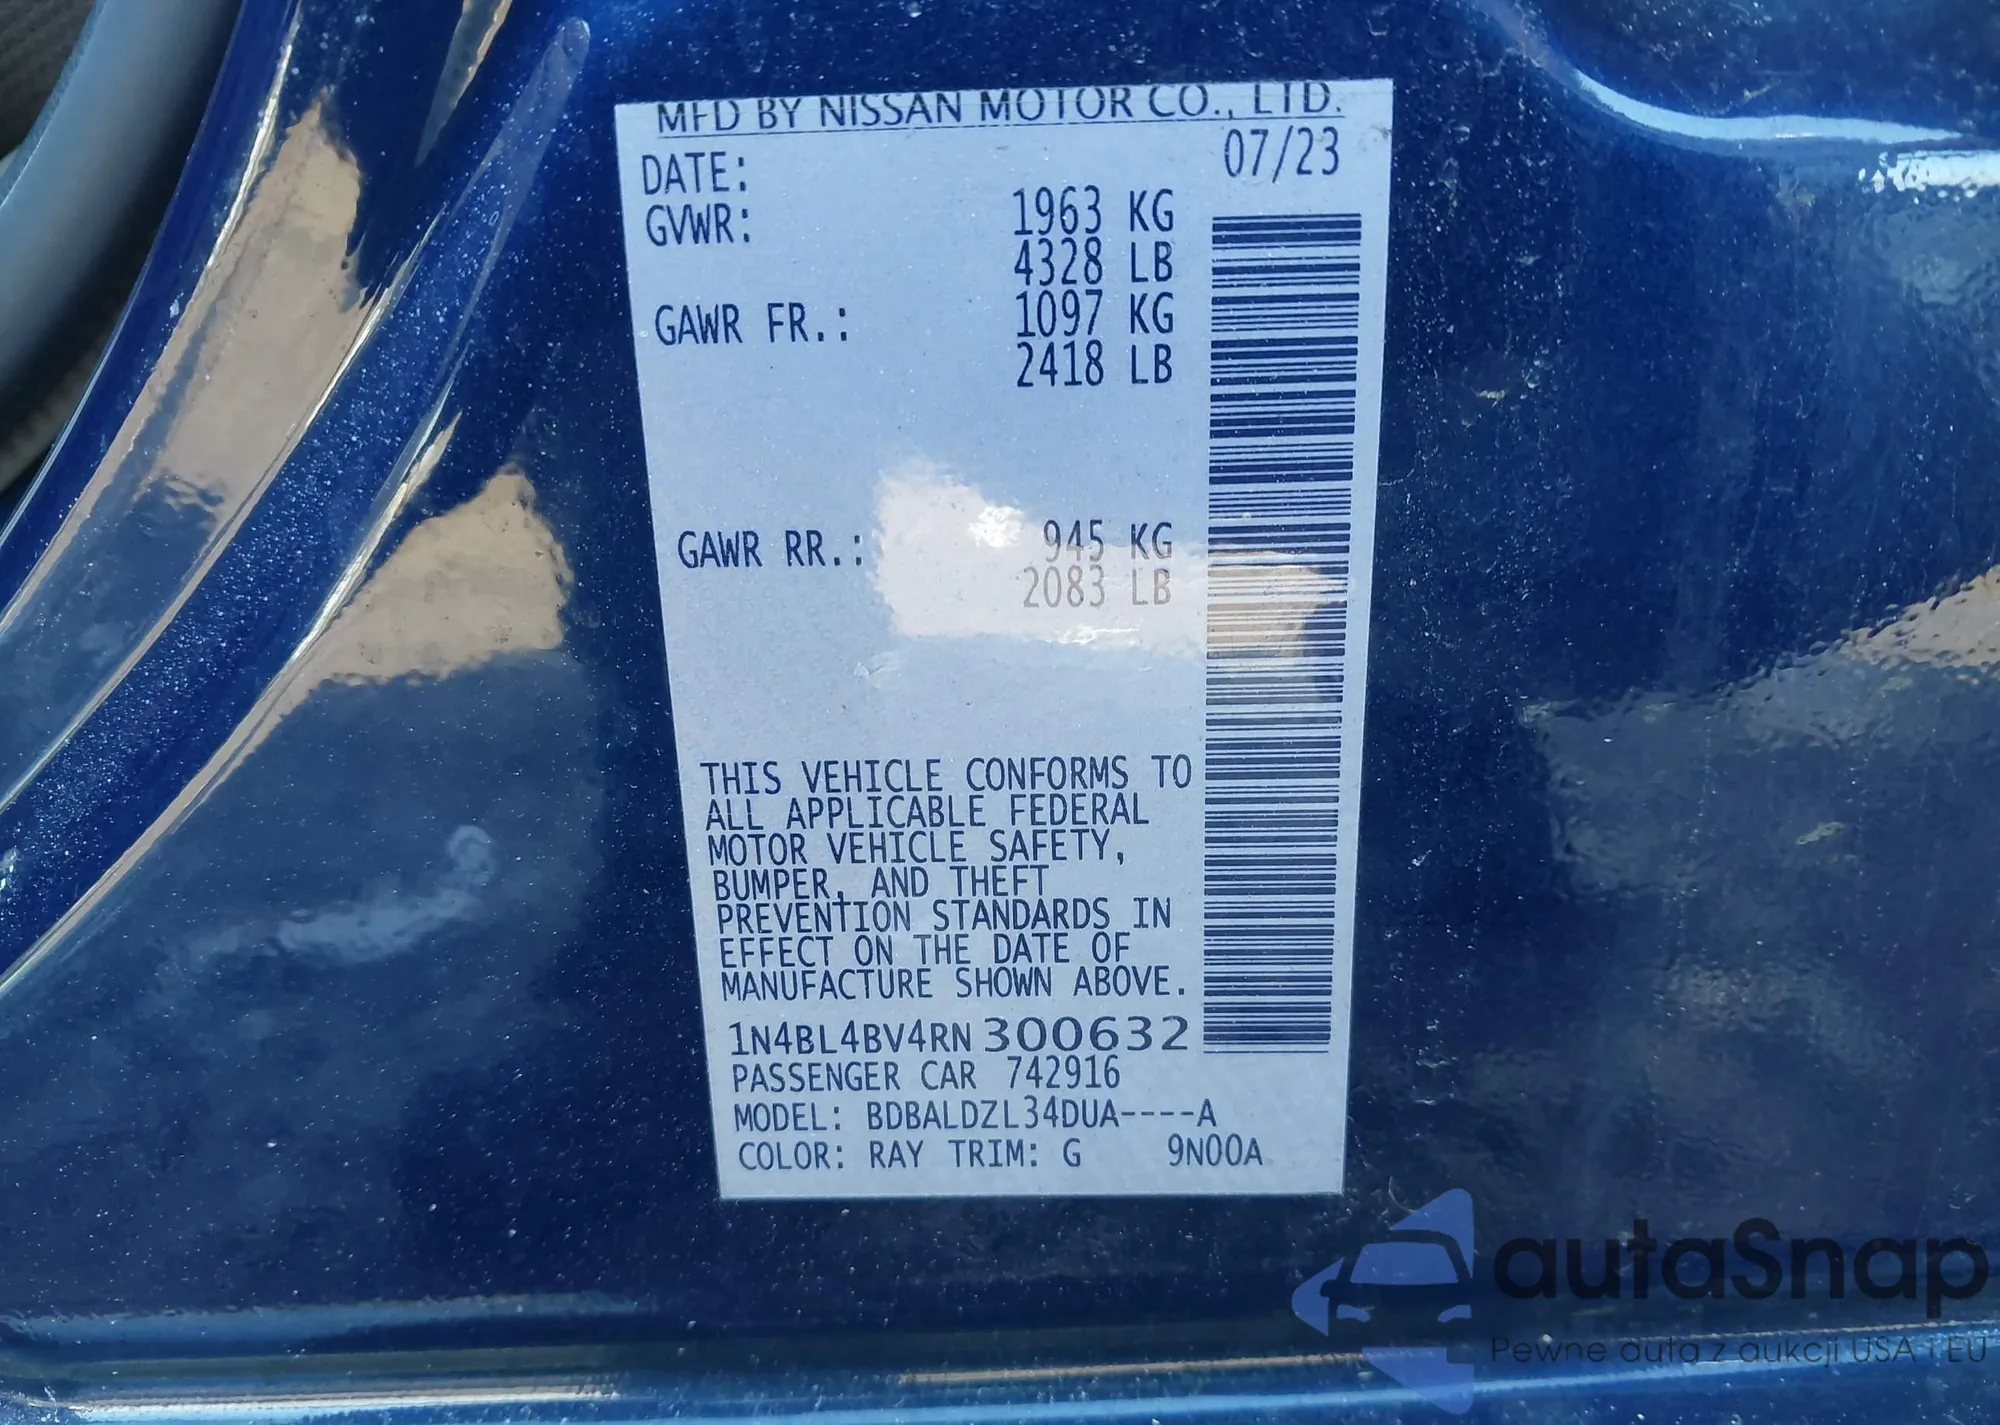 MFD BY NISSAN MOTOR CO., LTD.
DATE: 07/23
GVWR: 1963 KG
4328 LB
GAWR FR.: 1097 KG
2418 LB
GAWR RR.: 945 KG
2083 LB
THIS VEHICLE CONFORMS TO
ALL APPLICABLE FEDERAL
MOTOR VEHICLE SAFETY,
BUMPER, AND THEFT
PREVENTION STANDARDS IN
EFFECT ON THE DATE OF
MANUFACTURE SHOWN ABOVE.
1N4BL4BV4RN300632
PASSENGER CAR 742916
MODEL: BDBALDZL34DUA----A
COLOR: RAY TRIM: G 9N00A
autaSnap
Pewne auta z aukcji USA i EU